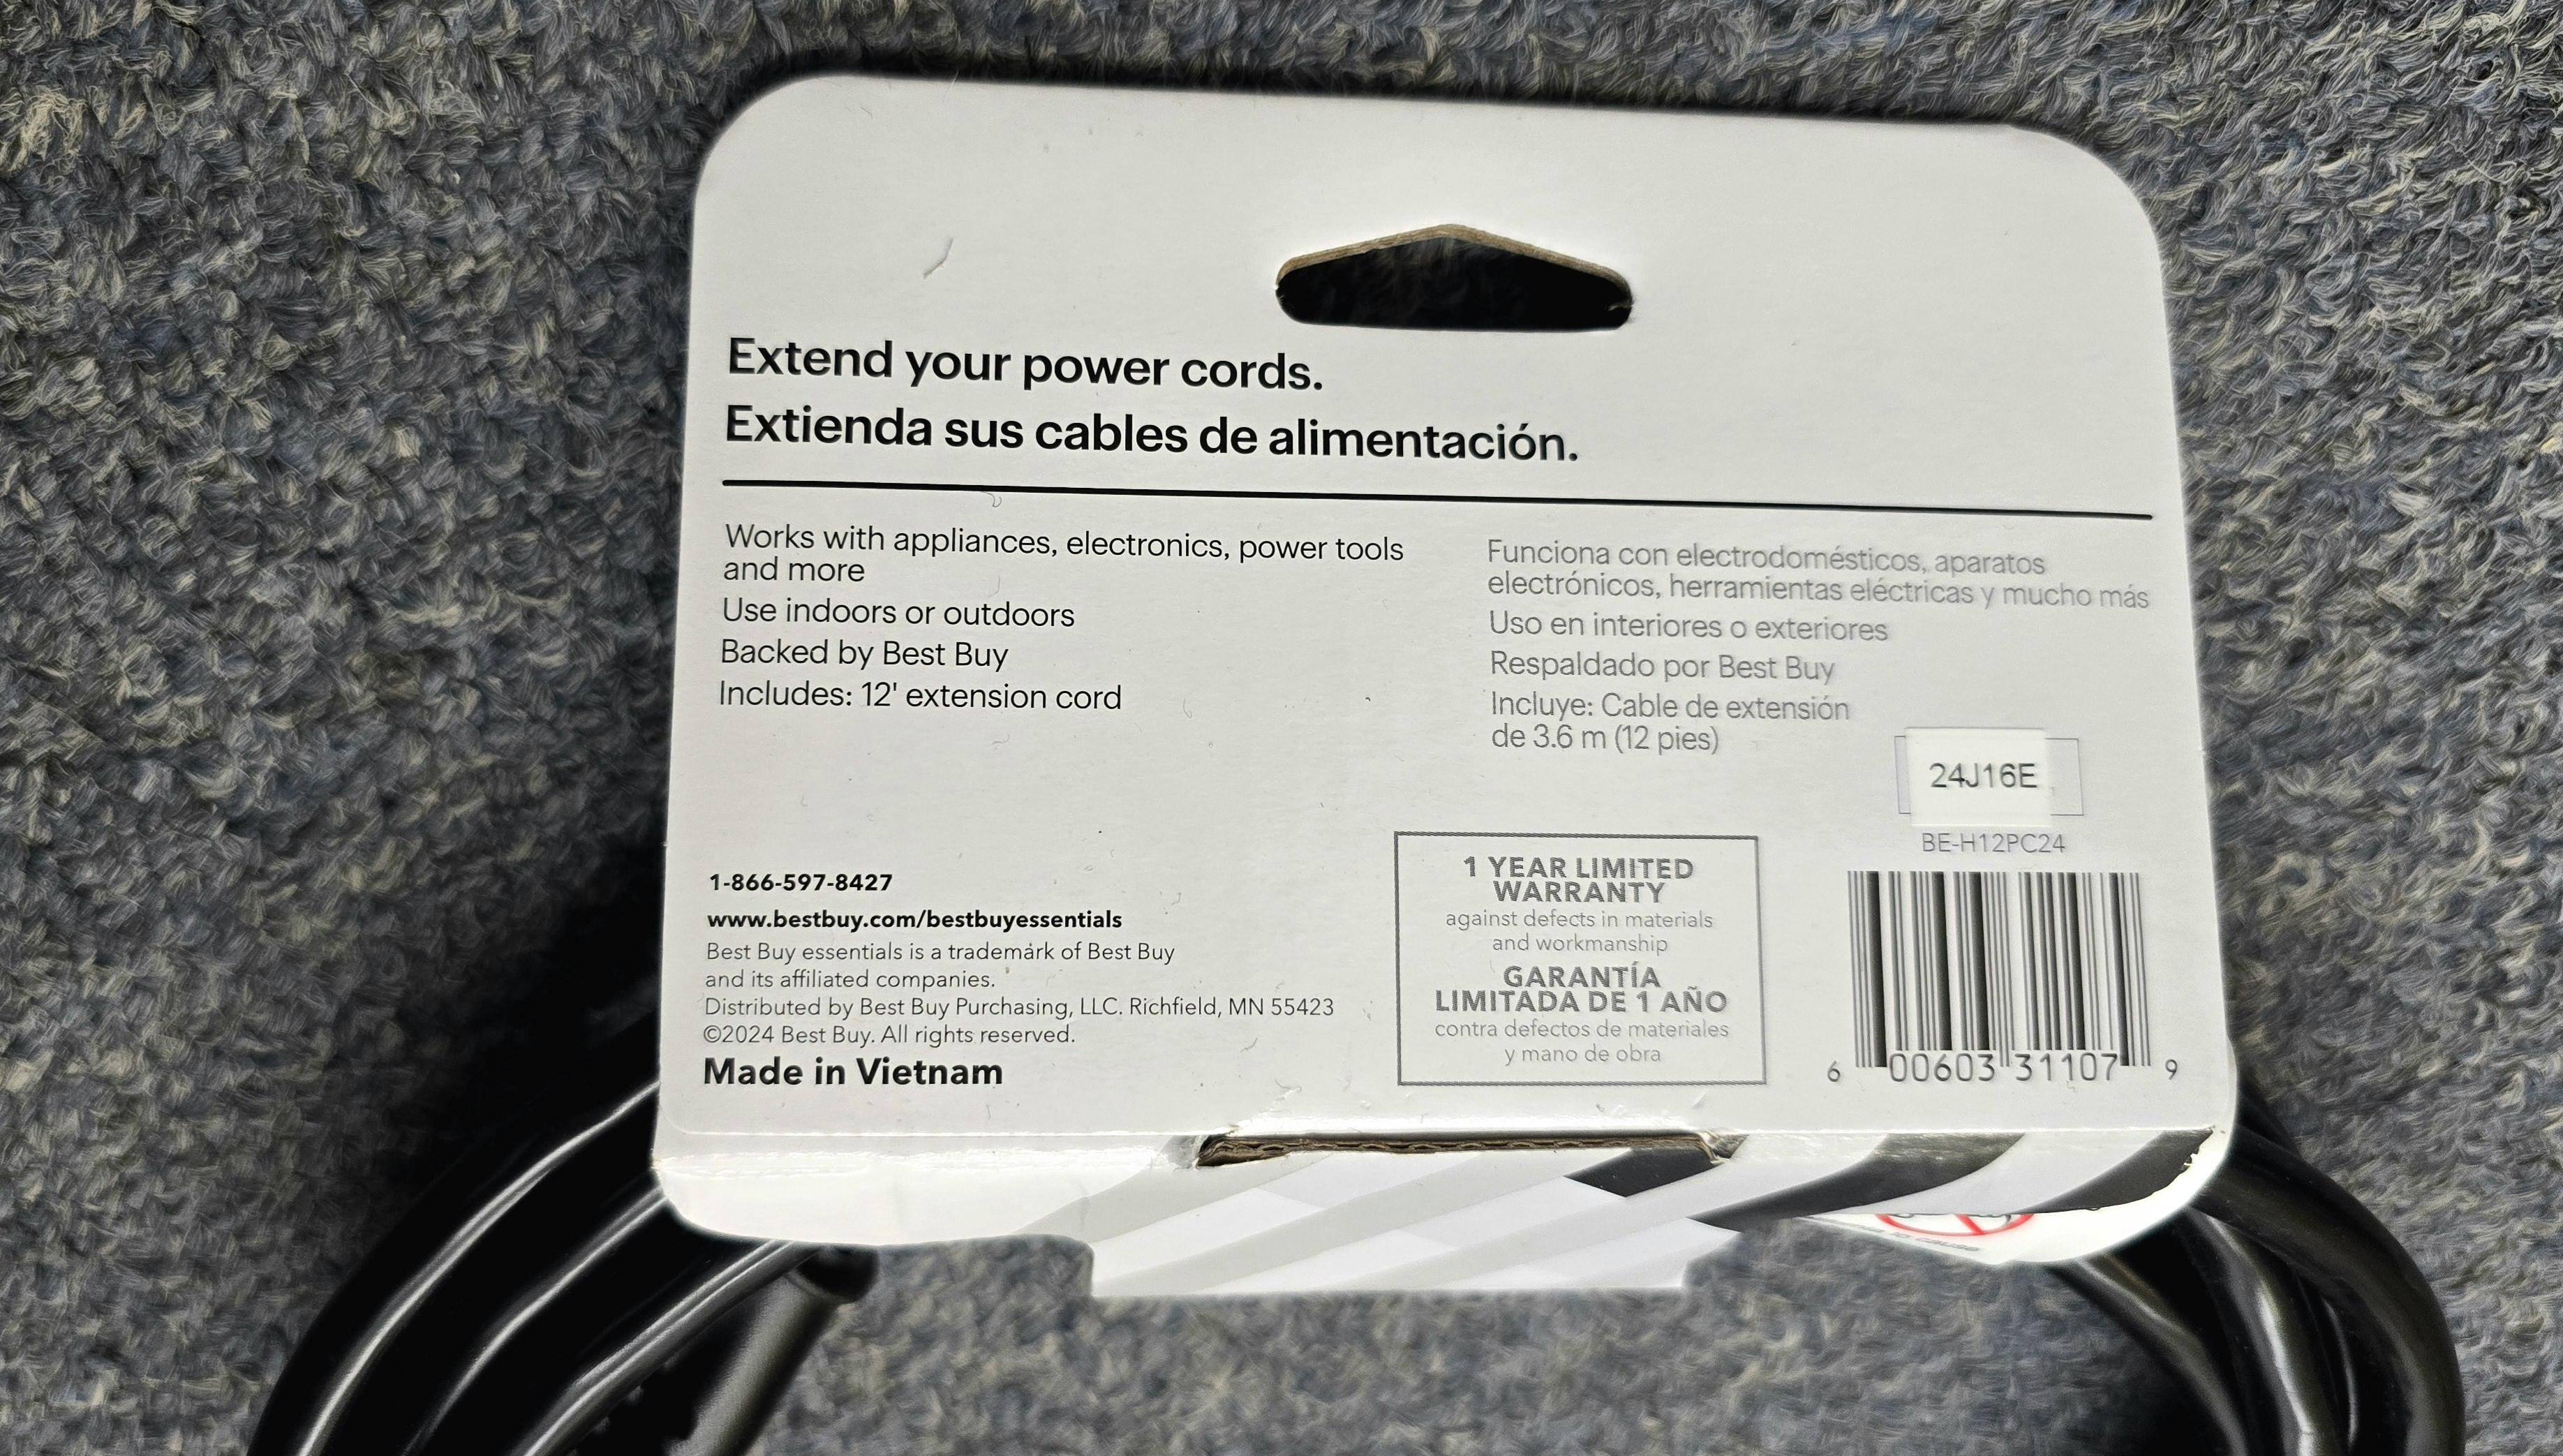 Extend your power cords.
Extienda sus cables de alimentación.
Works with appliances, electronics, power tools
and more
Use indoors or outdoors
Backed by Best Buy
Includes: 12' extension cord
Funciona con electrodomésticos, aparatos
electrónicos, herramientas eléctricas y mucho más
Uso en interiores o exteriores
Respaldado por Best Buy
Incluye: Cable de extensión
de 3.6 m (12 pies)
24J16E
BE-H12PC24
1-866-597-8427
www.bestbuy.com/bestbuyessentials
Best Buy essentials is a trademark of Best Buy
and its affiliated companies.
Distributed by Best Buy Purchasing, LLC. Richfield, MN 55423
©2024 Best Buy. All rights reserved.
Made in Vietnam
1 YEAR LIMITED
WARRANTY
against defects in materials
and workmanship
GARANTÍA
LIMITADA DE 1 AÑO
contra defectos de materiales
y mano de obra
6 00603 31107 9